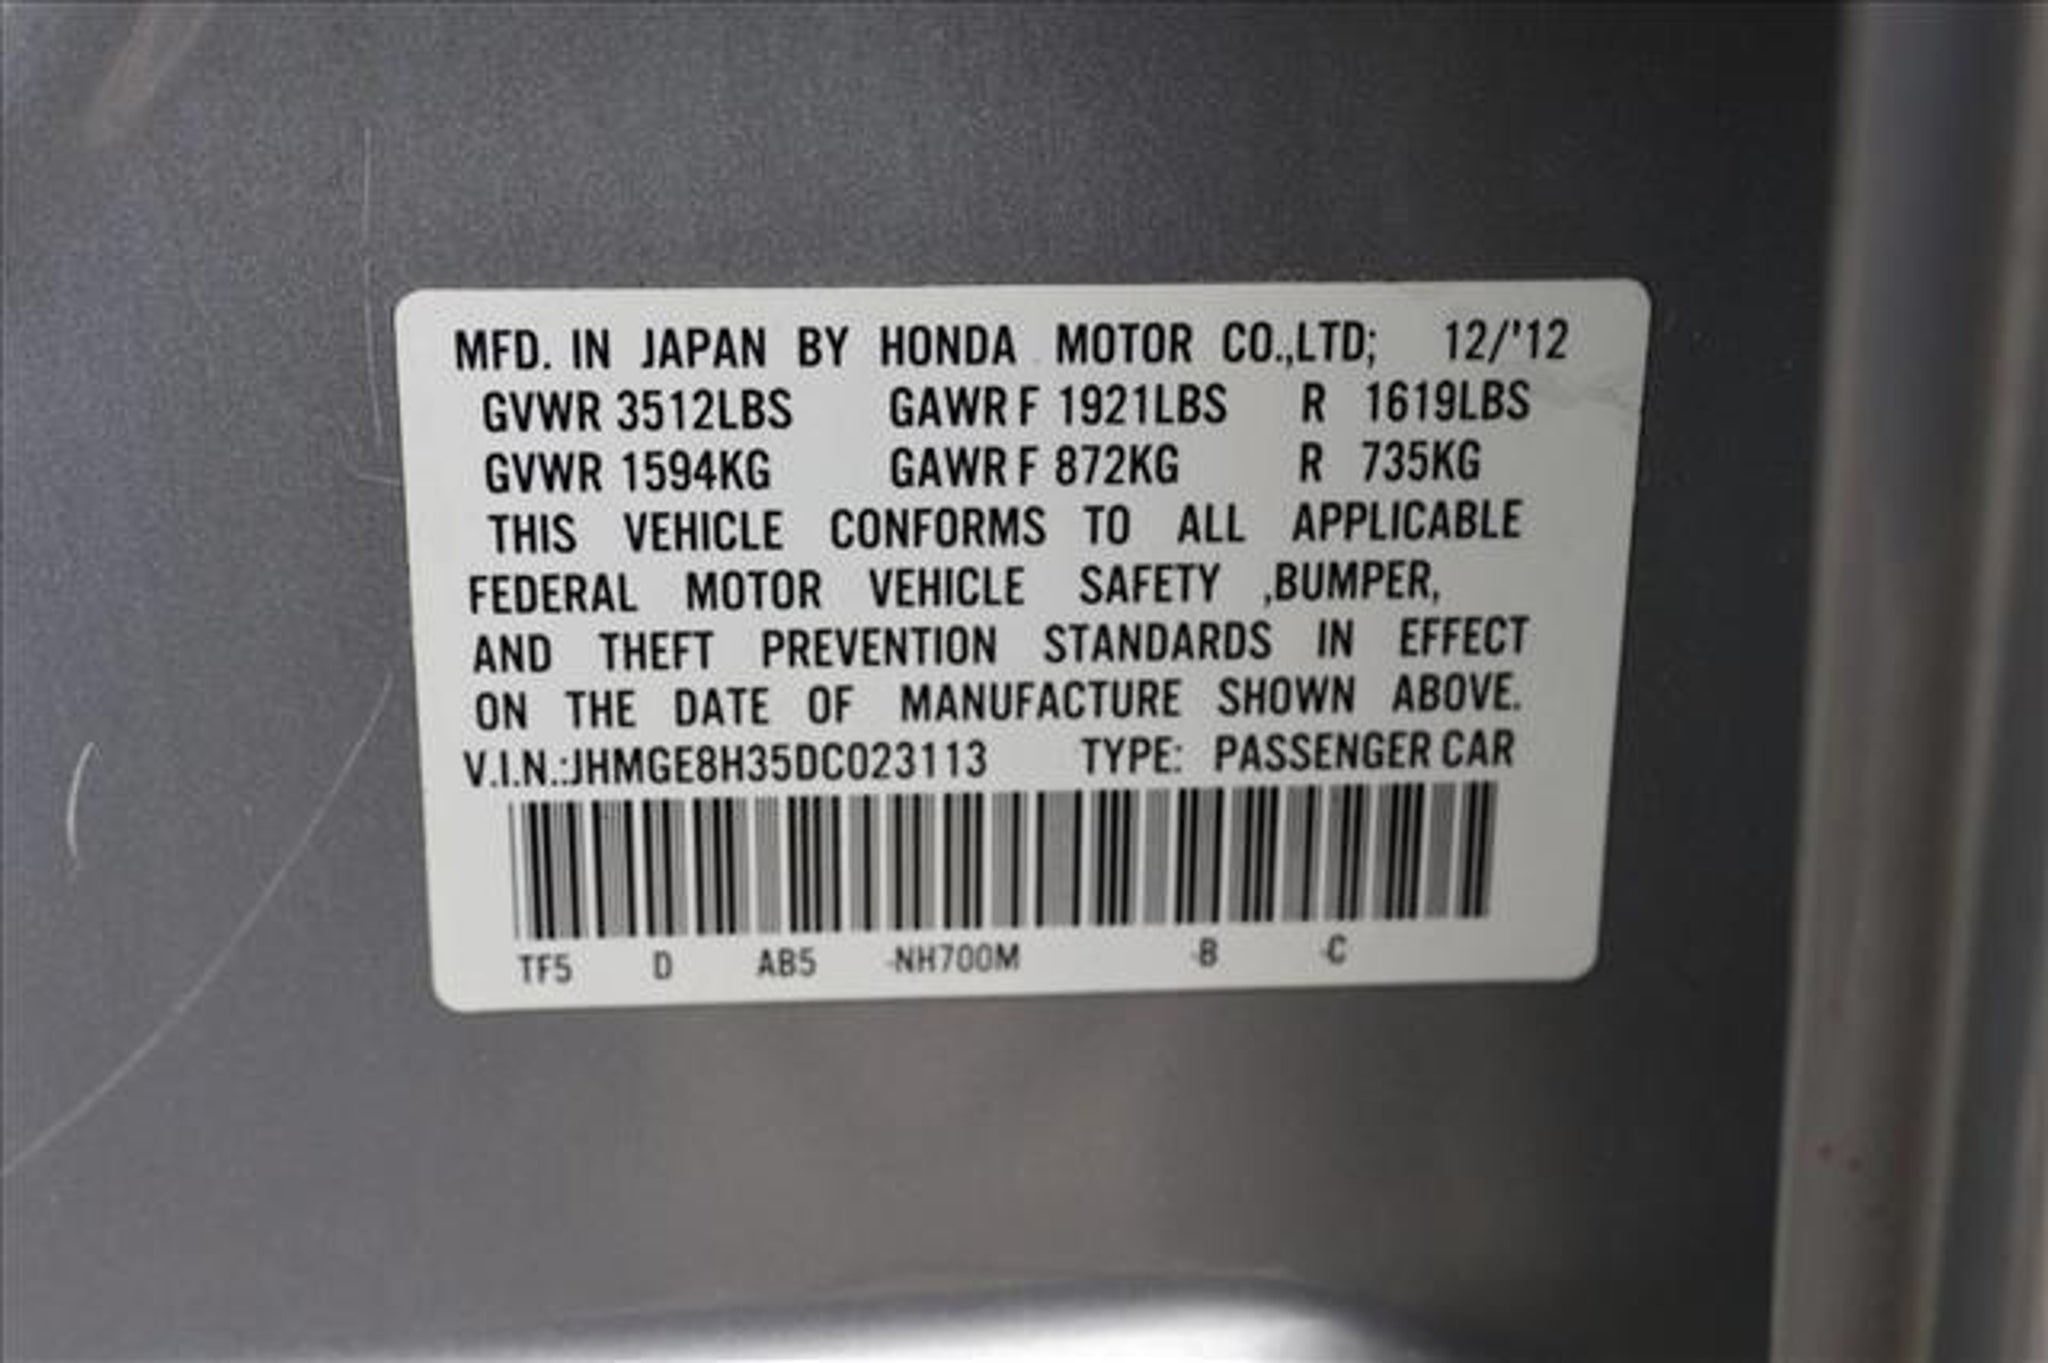 MFD. IN JAPAN BY HONDA MOTOR CO.,LTD; 12/'12
GVWR 3512LBS GAWR F 1921LBS R 1619LBS
GVWR 1594KG GAWR F 872KG R 735KG
THIS VEHICLE CONFORMS TO ALL APPLICABLE
FEDERAL MOTOR VEHICLE SAFETY ,BUMPER,
AND THEFT PREVENTION STANDARDS IN EFFECT
ON THE DATE OF MANUFACTURE SHOWN ABOVE.
V.I.N.:JHMGE8H35DC023113 TYPE: PASSENGER CAR
TF5 D AB5 -NH700M -B -C